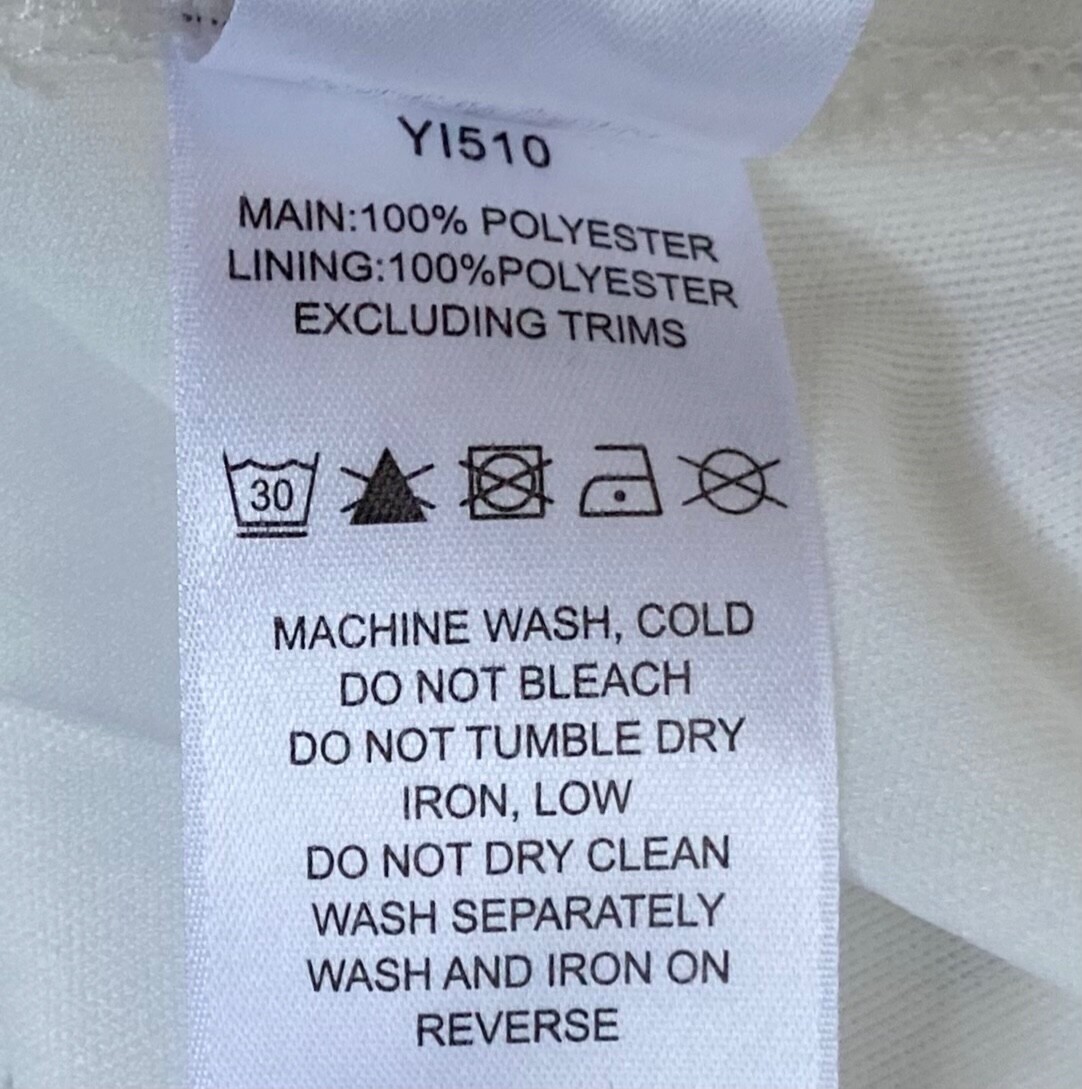 YI510
MAIN:100% POLYESTER
LINING:100%POLYESTER
EXCLUDING TRIMS
30
MACHINE WASH, COLD
DO NOT BLEACH
DO NOT TUMBLE DRY
IRON, LOW
DO NOT DRY CLEAN
WASH SEPARATELY
WASH AND IRON ON
REVERSE